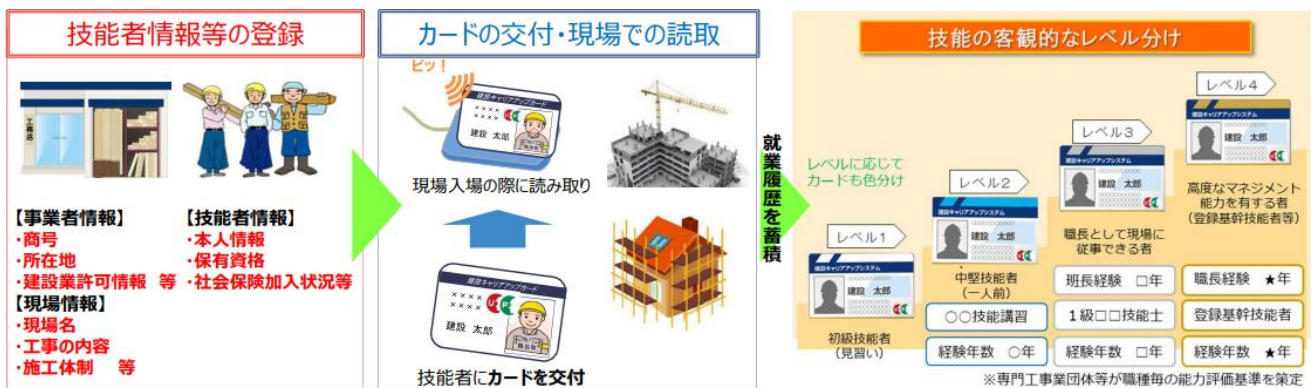 技能者情報等の登録
工務店
【事業者情報】
・商号
・所在地
・建設業許可情報 等
【技能者情報】
・本人情報
・保有資格
・社会保険加入状況等
【現場情報】
・現場名
・工事の内容
・施工体制 等
カードの交付・現場での読取
ピッ！
建設キャリアアップカード
××××
××××
建設 太郎
現場入場の際に読み取り
建設キャリアアップカード
××××
××××
建設 太郎
技能者にカードを交付
就業履歴を蓄積
技能の客観的なレベル分け
レベルに応じて
カードも色分け
レベル1
建設キャリアアップシステム
建設 太郎
初級技能者
(見習い)
レベル2
建設キャリアアップシステム
建設 太郎
中堅技能者
(一人前)
○○技能講習
経験年数 ○年
レベル3
建設キャリアアップシステム
建設 太郎
職長として現場に
従事できる者
班長経験 □年
1級□□技能士
経験年数 □年
レベル4
建設キャリアアップシステム
建設 太郎
高度なマネジメント
能力を有する者
(登録基幹技能者等)
職長経験 ★年
登録基幹技能者
経験年数 ★年
※専門工事業団体等が職種毎の能力評価基準を策定